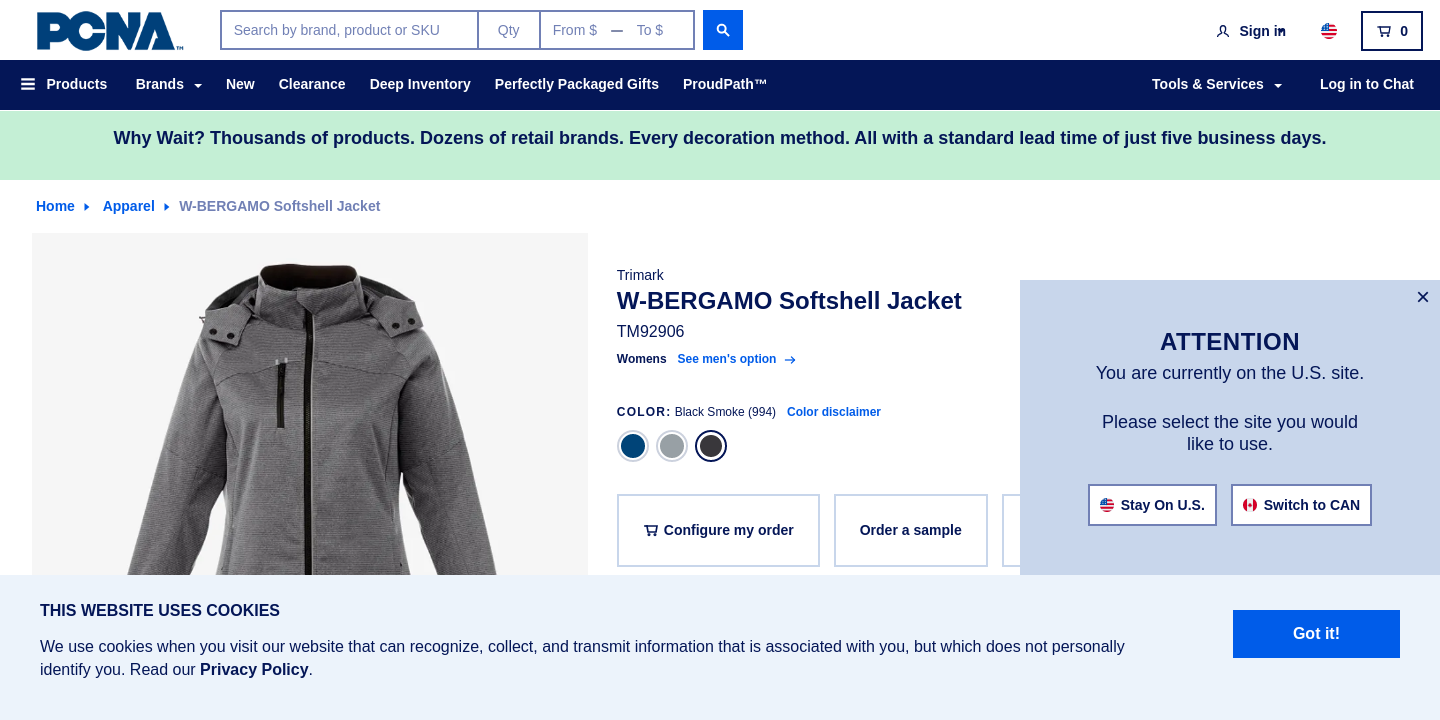 PCNA™
Search by brand, product or SKU
Qty
From $ — To $
Sign in
0
Products
Brands
New
Clearance
Deep Inventory
Perfectly Packaged Gifts
ProudPath™
Tools & Services
Log in to Chat
Why Wait? Thousands of products. Dozens of retail brands. Every decoration method. All with a standard lead time of just five business days.
Home
Apparel
W-BERGAMO Softshell Jacket
Trimark
W-BERGAMO Softshell Jacket
TM92906
Womens See men's option
COLOR: Black Smoke (994) Color disclaimer
Configure my order
Order a sample
ATTENTION
You are currently on the U.S. site.
Please select the site you would
like to use.
Stay On U.S.
Switch to CAN
THIS WEBSITE USES COOKIES
We use cookies when you visit our website that can recognize, collect, and transmit information that is associated with you, but which does not personally
identify you. Read our Privacy Policy.
Got it!